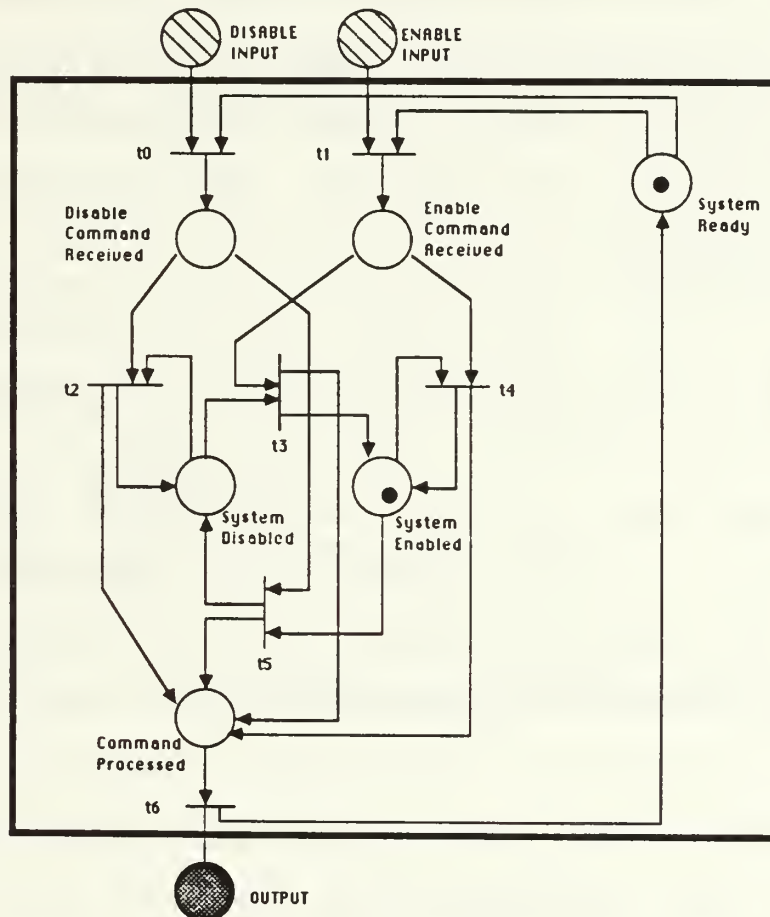 DISABLE
INPUT
ENABLE
INPUT
t0
t1
System
Ready
Disable
Command
Received
Enable
Command
Received
t2
t3
t4
System
Disabled
System
Enabled
t5
Command
Processed
t6
OUTPUT